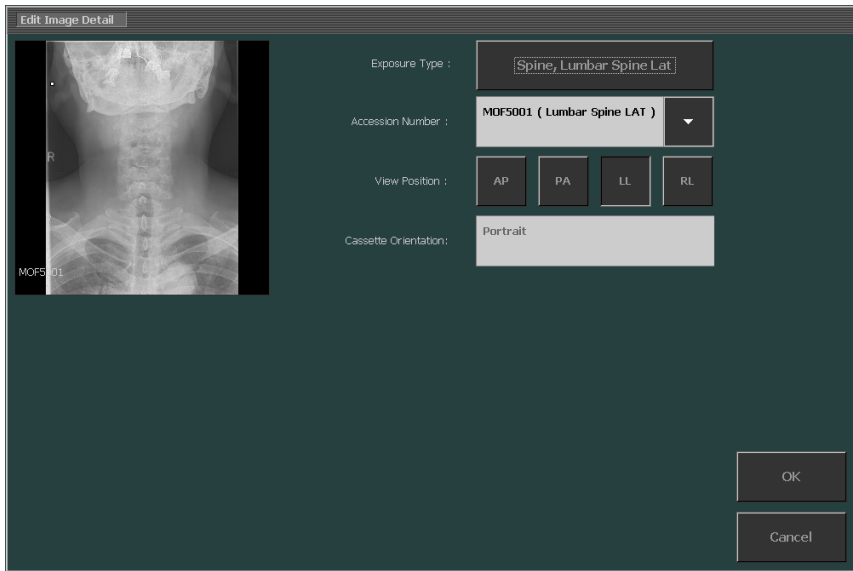 Edit Image Detail
Exposure Type :
Spine, Lumbar Spine Lat
Accession Number :
MOF5001 ( Lumbar Spine LAT )
R
View Position :
AP
PA
LL
RL
Cassette Orientation:
Portrait
MOF5001
OK
Cancel